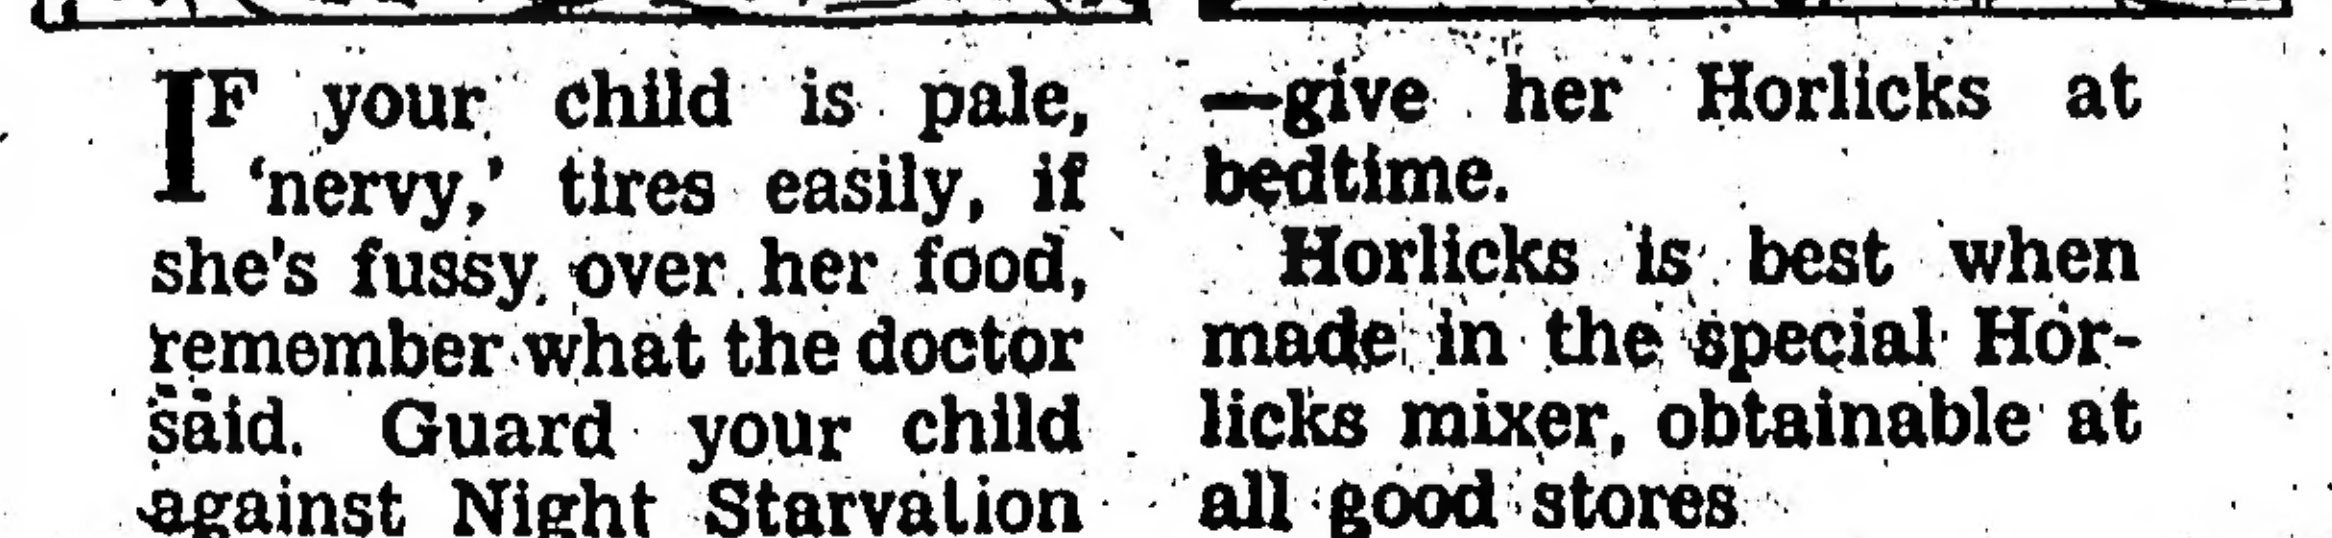 IF your child is pale,
'nervy,' tires easily, if
she's fussy over her food,
remember what the doctor
said. Guard your child
against Night Starvation
—give her Horlicks at
bedtime.
Horlicks is best when
made in the special Hor-
licks mixer, obtainable at
all good stores